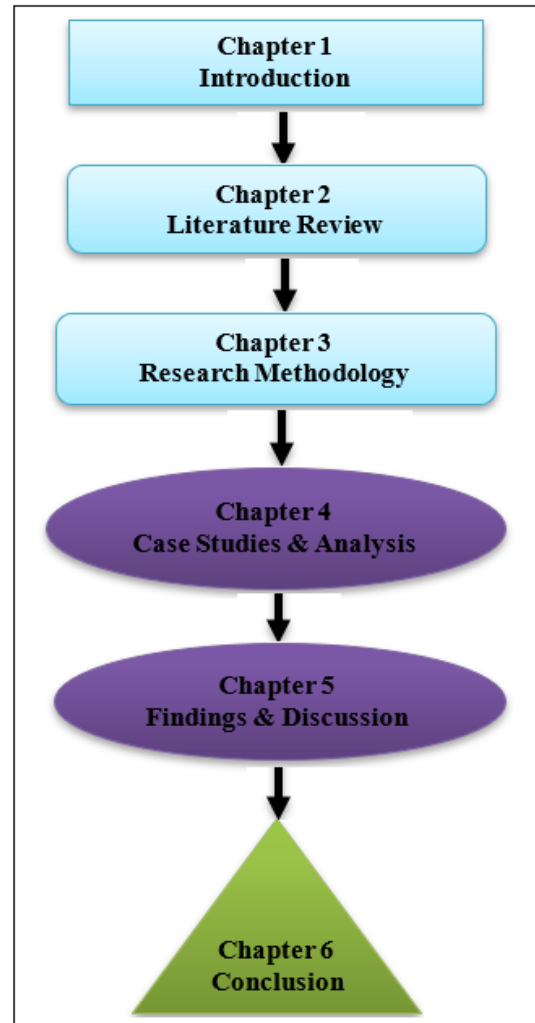 Chapter 1
Introduction
Chapter 2
Literature Review
Chapter 3
Research Methodology
Chapter 4
Case Studies & Analysis
Chapter 5
Findings & Discussion
Chapter 6
Conclusion